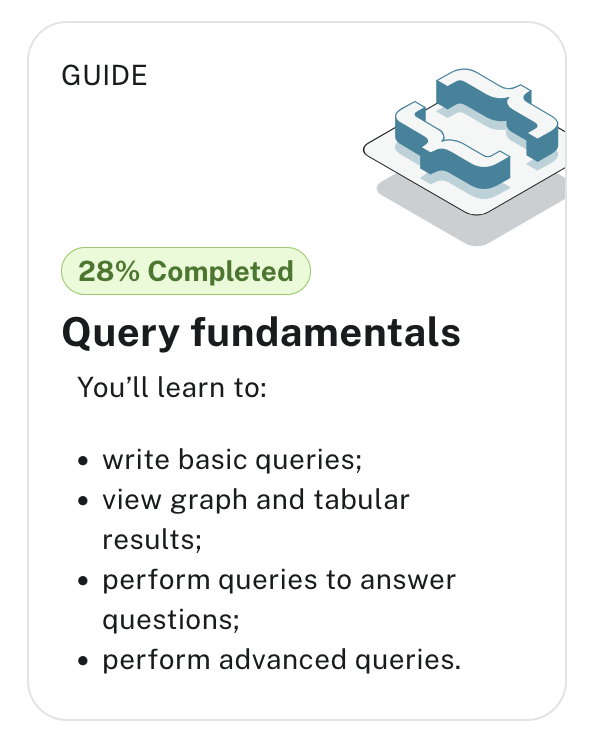 GUIDE
28% Completed
Query fundamentals
You’ll learn to:
• write basic queries;
• view graph and tabular
results;
• perform queries to answer
questions;
• perform advanced queries.